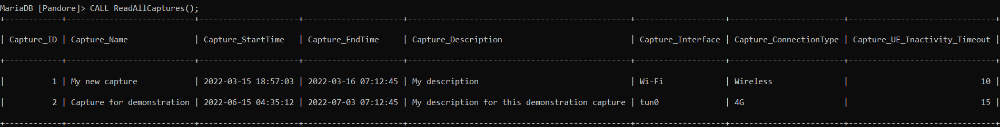 MariaDB [Pandore]> CALL ReadAllCaptures();
+------------+---------------------------+---------------------+---------------------+-----------------------------------------------+-------------------+------------------------+-------------------------------+
| Capture_ID | Capture_Name              | Capture_StartTime   | Capture_EndTime     | Capture_Description                           | Capture_Interface | Capture_ConnectionType | Capture_UE_Inactivity_Timeout |
+------------+---------------------------+---------------------+---------------------+-----------------------------------------------+-------------------+------------------------+-------------------------------+
|          1 | My new capture            | 2022-03-15 18:57:03 | 2022-03-16 07:12:45 | My description                                | Wi-Fi             | Wireless               |                            10 |
|          2 | Capture for demonstration | 2022-06-15 04:35:12 | 2022-07-03 07:12:45 | My description for this demonstration capture | tun0              | 4G                     |                            15 |
+------------+---------------------------+---------------------+---------------------+-----------------------------------------------+-------------------+------------------------+-------------------------------+